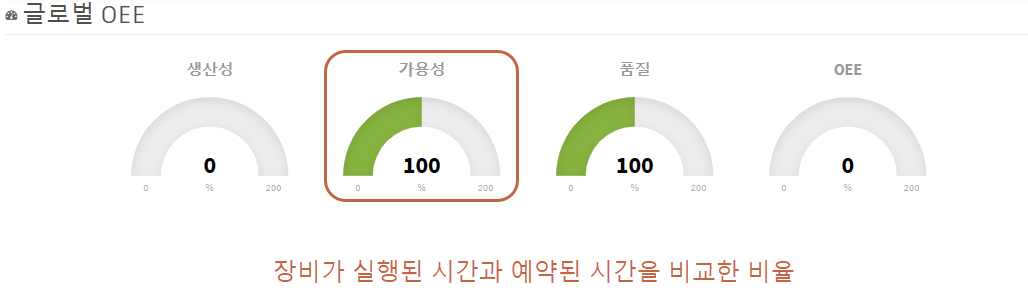 글로벌 OEE
생산성 가용성 품질 OEE
0 100 100 0
0 % 200 0 % 200 0 % 200 0 % 200
장비가 실행된 시간과 예약된 시간을 비교한 비율